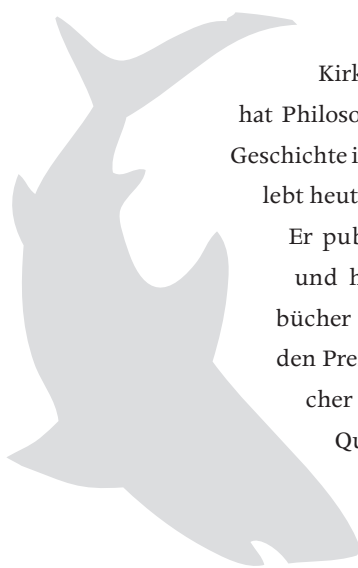 Kirk
hat Philoso
Geschichte i
lebt heut
Er pub
und h
bücher
den Pre
cher
Qu